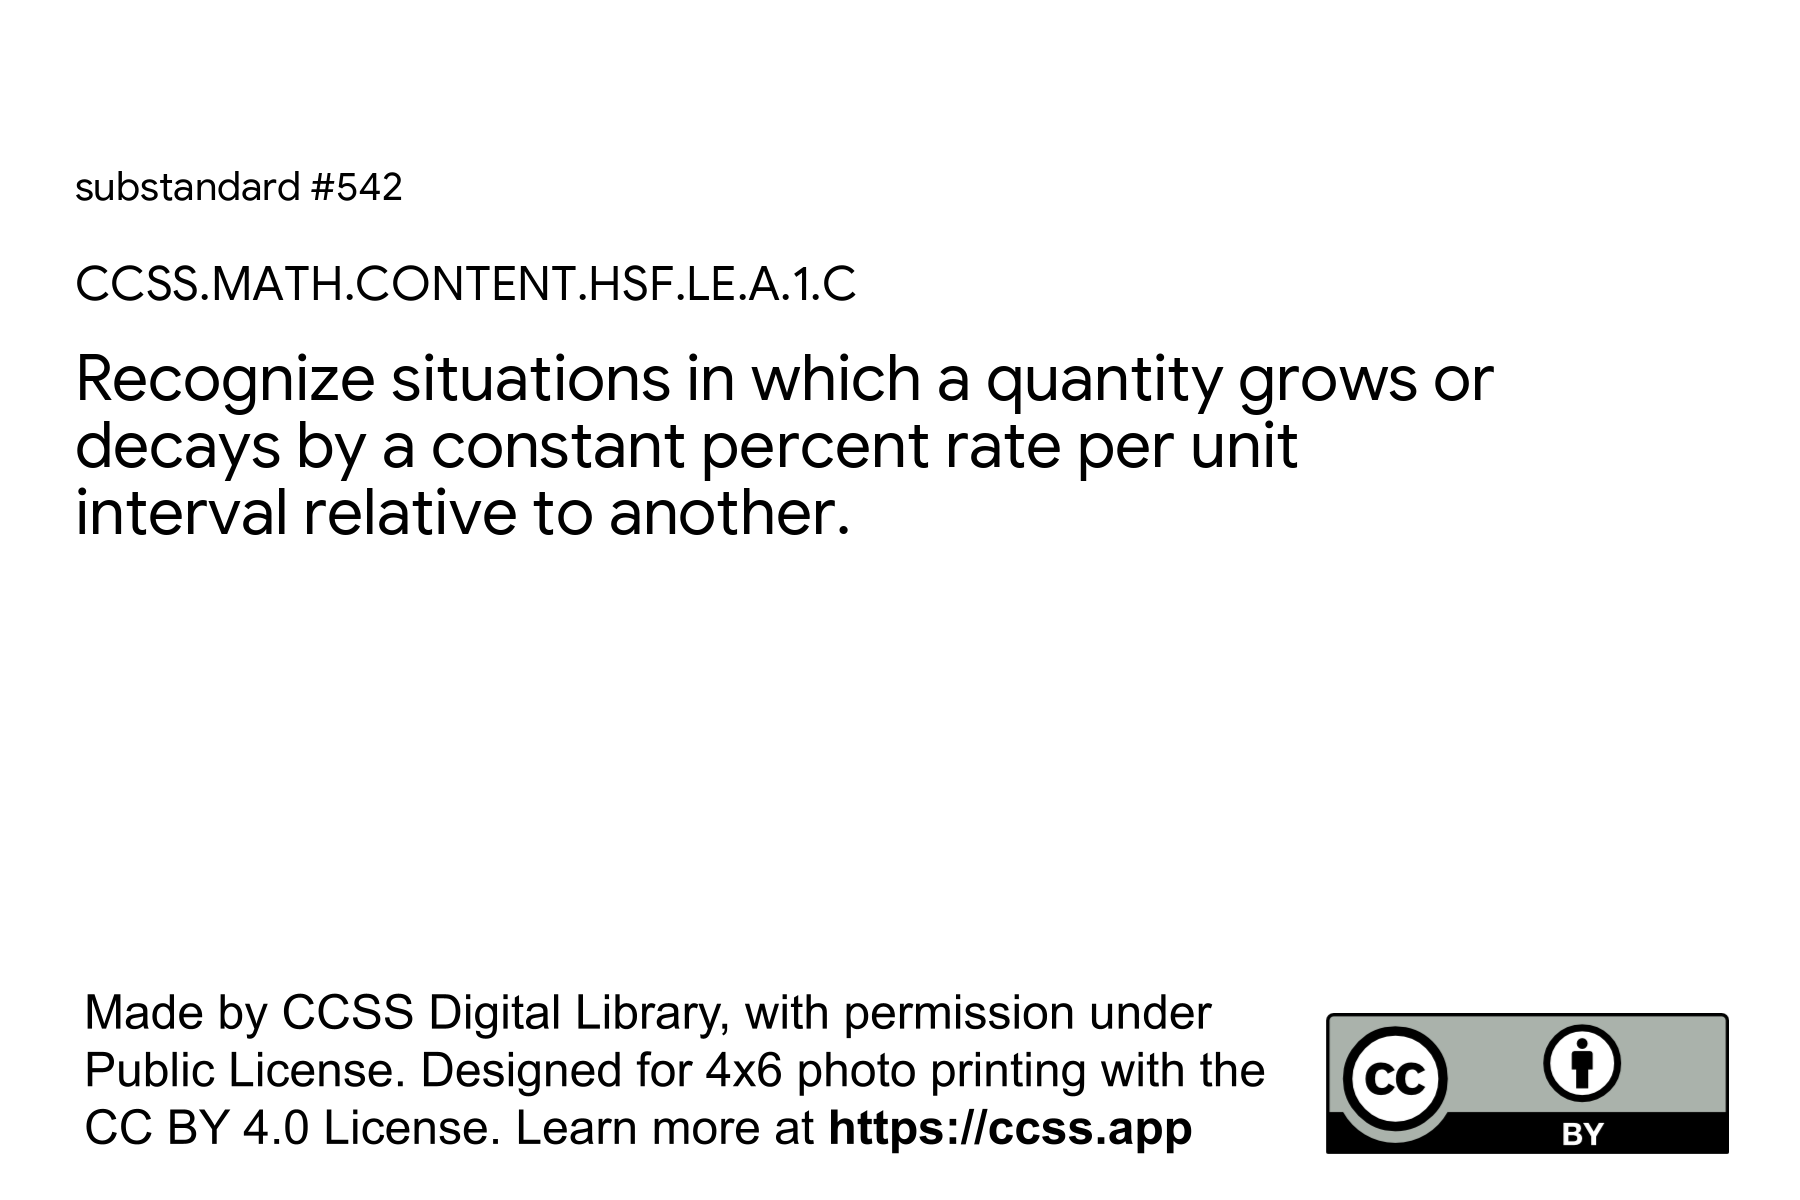 substandard #542
CCSS.MATH.CONTENT.HSF.LE.A.1.C
Recognize situations in which a quantity grows or
decays by a constant percent rate per unit
interval relative to another.
Made by CCSS Digital Library, with permission under
Public License. Designed for 4x6 photo printing with the
CC BY 4.0 License. Learn more at https://ccss.app
CC
BY